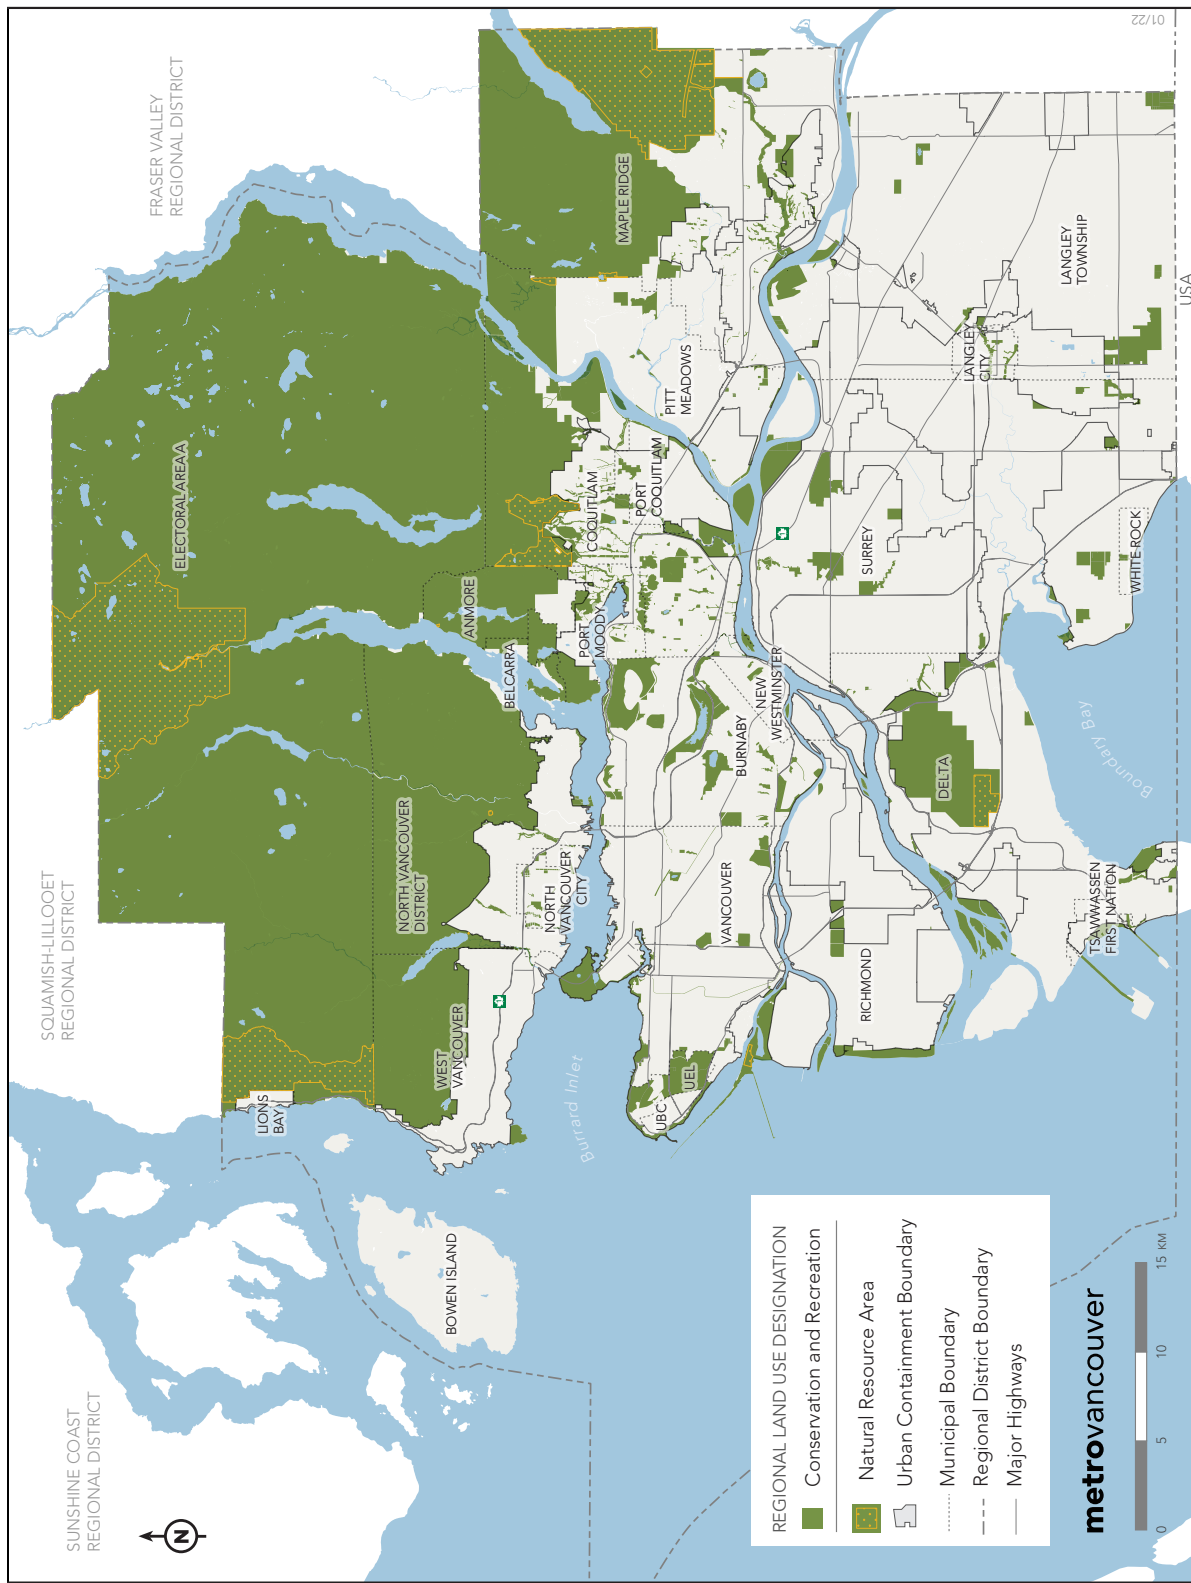 SUNSHINE COAST
REGIONAL DISTRICT
SQUAMISH-LILLOOET
REGIONAL DISTRICT
FRASER VALLEY
REGIONAL DISTRICT
N
ELECTORAL AREA A
LIONS
BAY
BOWEN ISLAND
WEST
VANCOUVER
NORTH VANCOUVER
DISTRICT
NORTH
VANCOUVER
CITY
BELCARRA
ANMORE
PORT
MOODY
COQUITLAM
PORT
COQUITLAM
PITT
MEADOWS
MAPLE RIDGE
Burrard Inlet
UBC
UEL
VANCOUVER
BURNABY
NEW
WESTMINSTER
RICHMOND
SURREY
DELTA
LANGLEY
CITY
LANGLEY
TOWNSHIP
TSAWWASSEN
FIRST NATION
Boundary Bay
WHITE ROCK
USA
01/22
REGIONAL LAND USE DESIGNATION
Conservation and Recreation
Natural Resource Area
Urban Containment Boundary
Municipal Boundary
Regional District Boundary
Major Highways
metrovancouver
0 5 10 15 KM